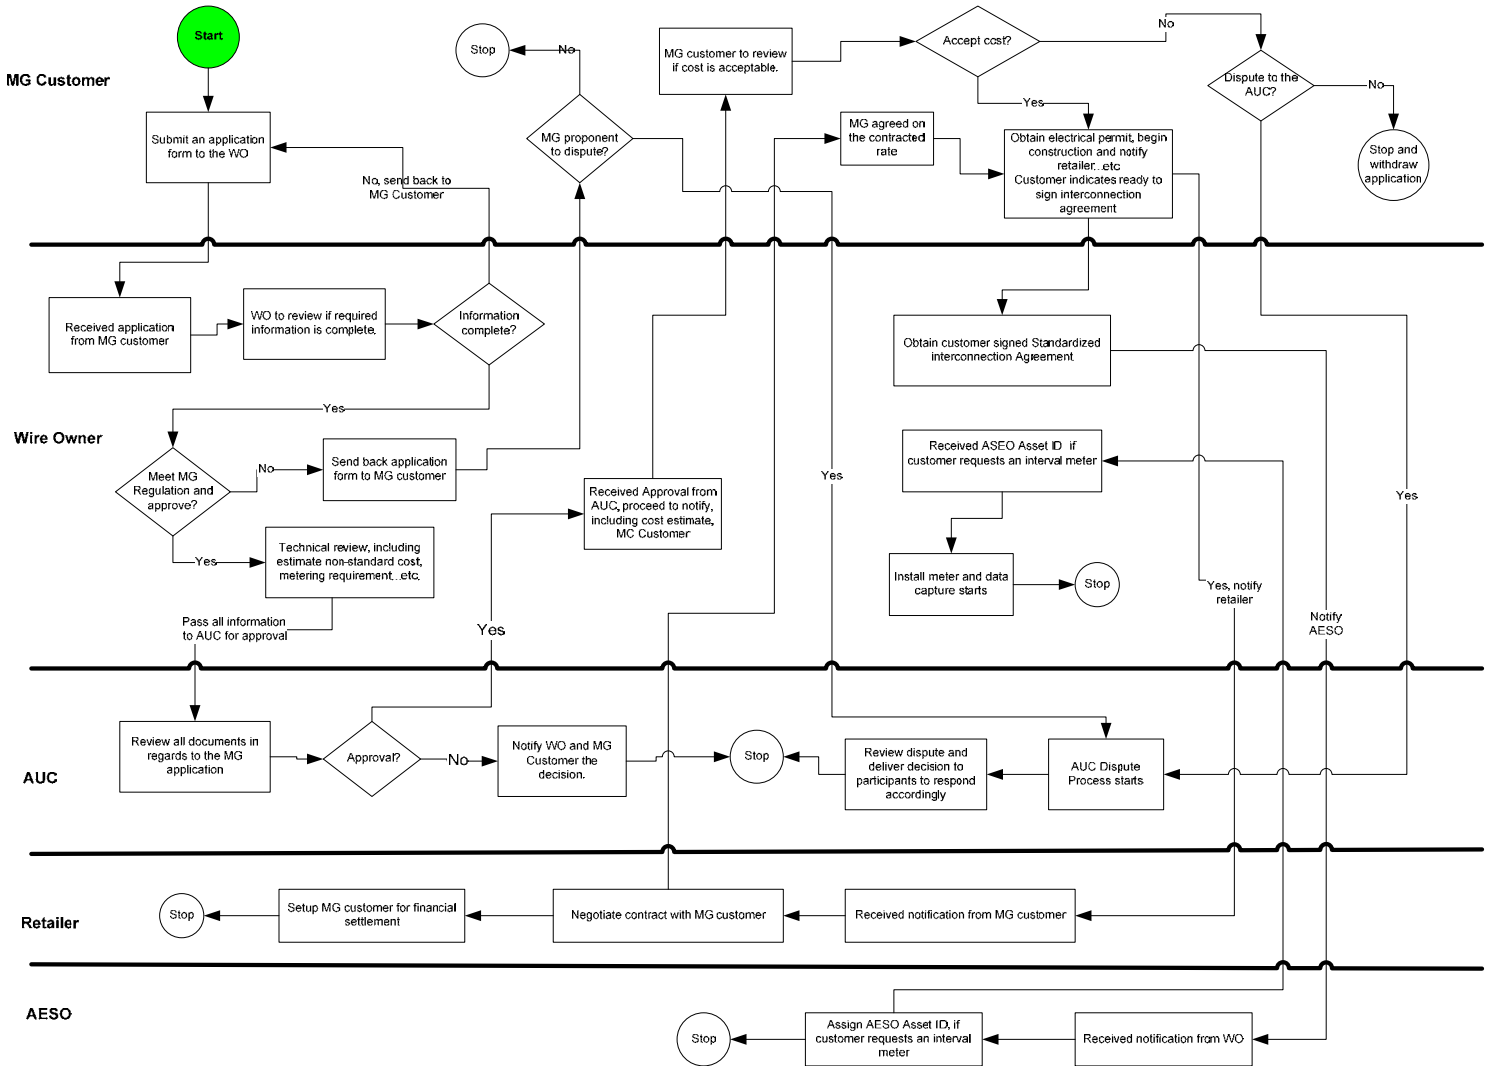 Start
MG Customer
Submit an application
form to the WO
No, send back to
MG Customer
Stop
No
MG proponent
to dispute?
MG customer to review
if cost is acceptable.
Accept cost?
No
Yes
Dispute to the
AUC?
No
Stop and
withdraw
application
MG agreed on
the contracted
rate
Obtain electrical permit, begin
construction and notify
retailer...etc
Customer indicates ready to
sign interconnection
agreement
Wire Owner
Received application
from MG customer
WO to review if required
information is complete.
Information
complete?
Yes
Meet MG
Regulation and
approve?
No
Send back application
form to MG customer
Yes
Technical review, including
estimate non-standard cost,
metering requirement...etc.
Pass all information
to AUC for approval
Yes
Received Approval from
AUC, proceed to notify,
including cost estimate,
MC Customer
Yes
Obtain customer signed Standardized
interconnection Agreement
Received ASEO Asset ID if
customer requests an interval meter
Install meter and data
capture starts
Stop
Yes, notify
retailer
Notify
AESO
Yes
AUC
Review all documents in
regards to the MG
application
Approval?
No
Notify WO and MG
Customer the
decision.
Stop
Review dispute and
deliver decision to
participants to respond
accordingly
AUC Dispute
Process starts
Retailer
Stop
Setup MG customer for financial
settlement
Negotiate contract with MG customer
Received notification from MG customer
AESO
Stop
Assign AESO Asset ID, if
customer requests an interval
meter
Received notification from WO